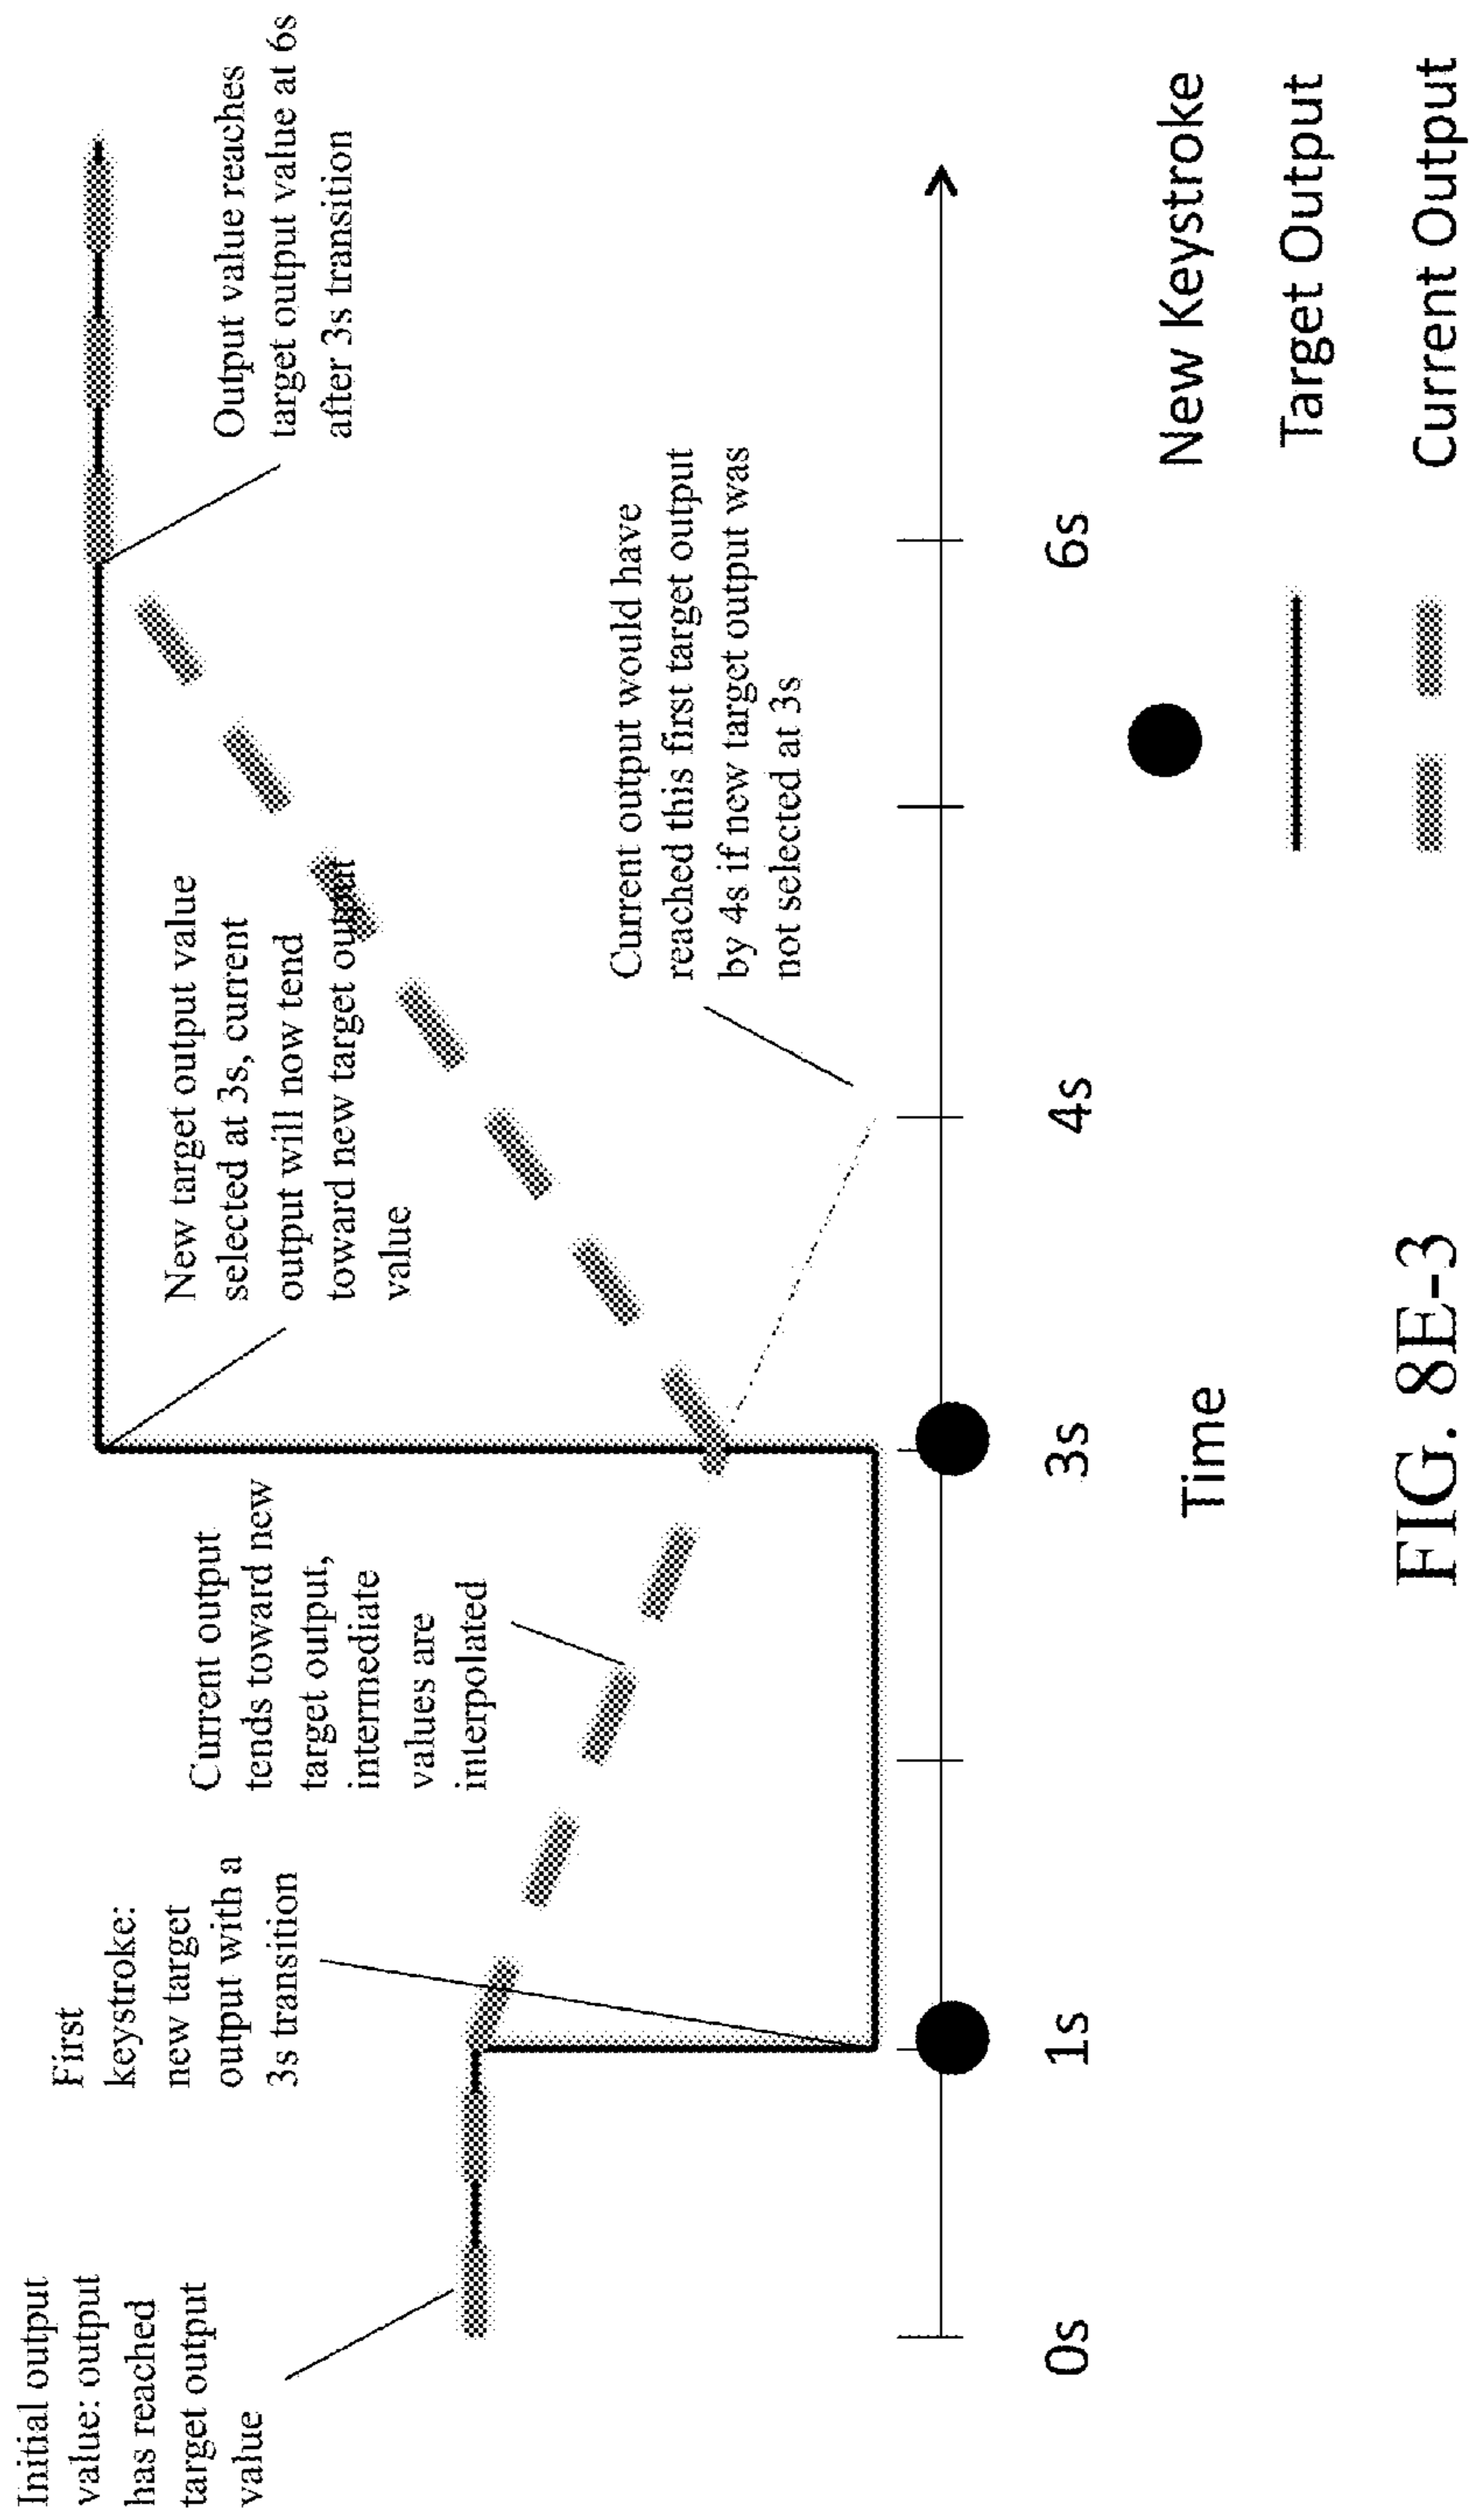 Initial output
value: output
has reached
target output
value
First
keystroke:
new target
output with a
3s transition
Current output
tends toward new
target output,
intermediate
values are
interpolated
New target output value
selected at 3s, current
output will now tend
toward new target output
value
Output value reaches
target output value at 6s
after 3s transition
Current output would have
reached this first target output
by 4s if new target output was
not selected at 3s
0s
1s
3s
4s
6s
Time
New Keystroke
Target Output
Current Output
FIG. 8E-3